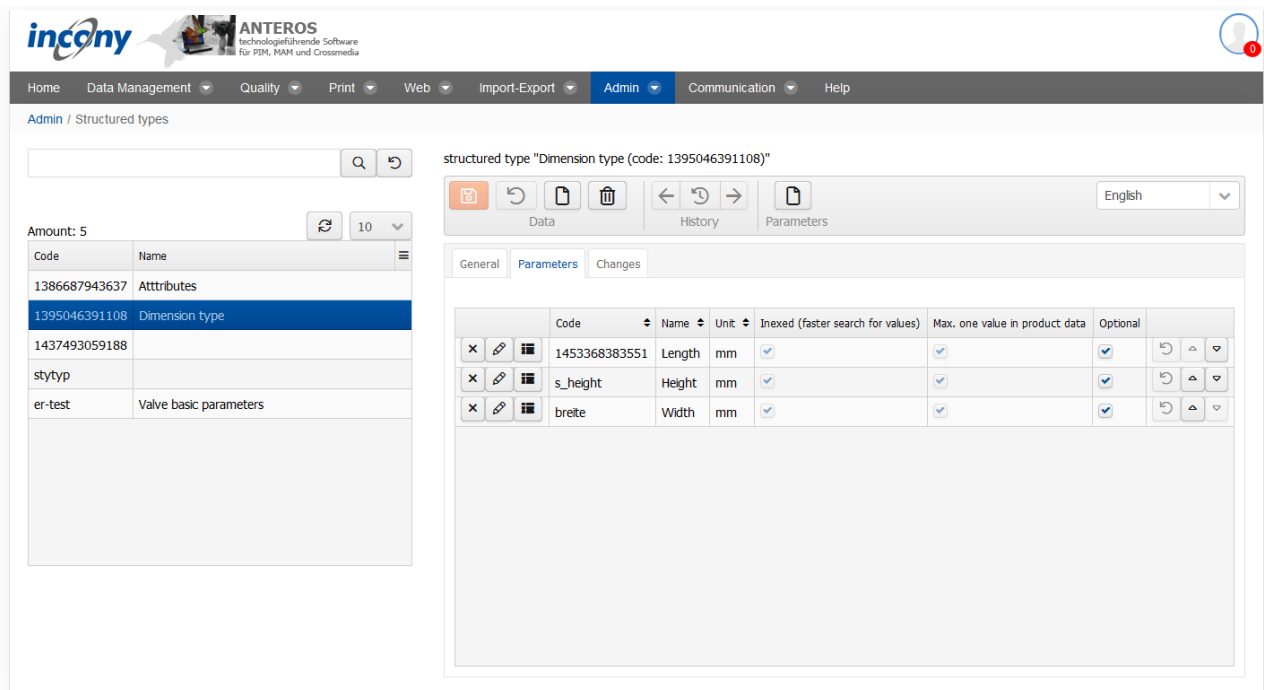 incony
ANTEROS
technologieführende Software
für PIM, MAM und Crossmedia
0
Home Data Management Quality Print Web Import-Export Admin Communication Help
Admin / Structured types
structured type "Dimension type (code: 1395046391108)"
English
Data History Parameters
Amount: 5 10
Code Name
1386687943637 Atttributes
1395046391108 Dimension type
1437493059188
stytyp
er-test Valve basic parameters
General Parameters Changes
Code Name Unit Inexed (faster search for values) Max. one value in product data Optional
1453368383551 Length mm
s_height Height mm
breite Width mm